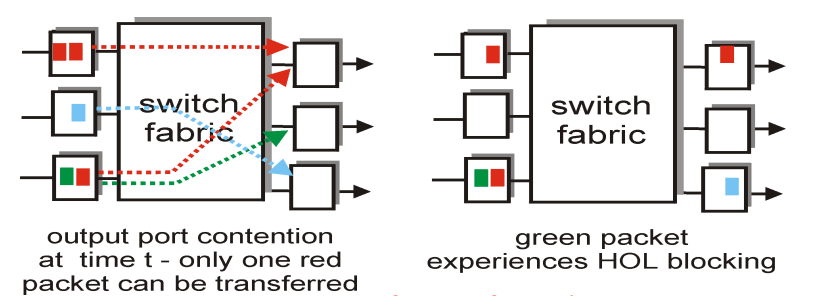 switch
fabric
output port contention
at time t - only one red
packet can be transferred
switch
fabric
green packet
experiences HOL blocking